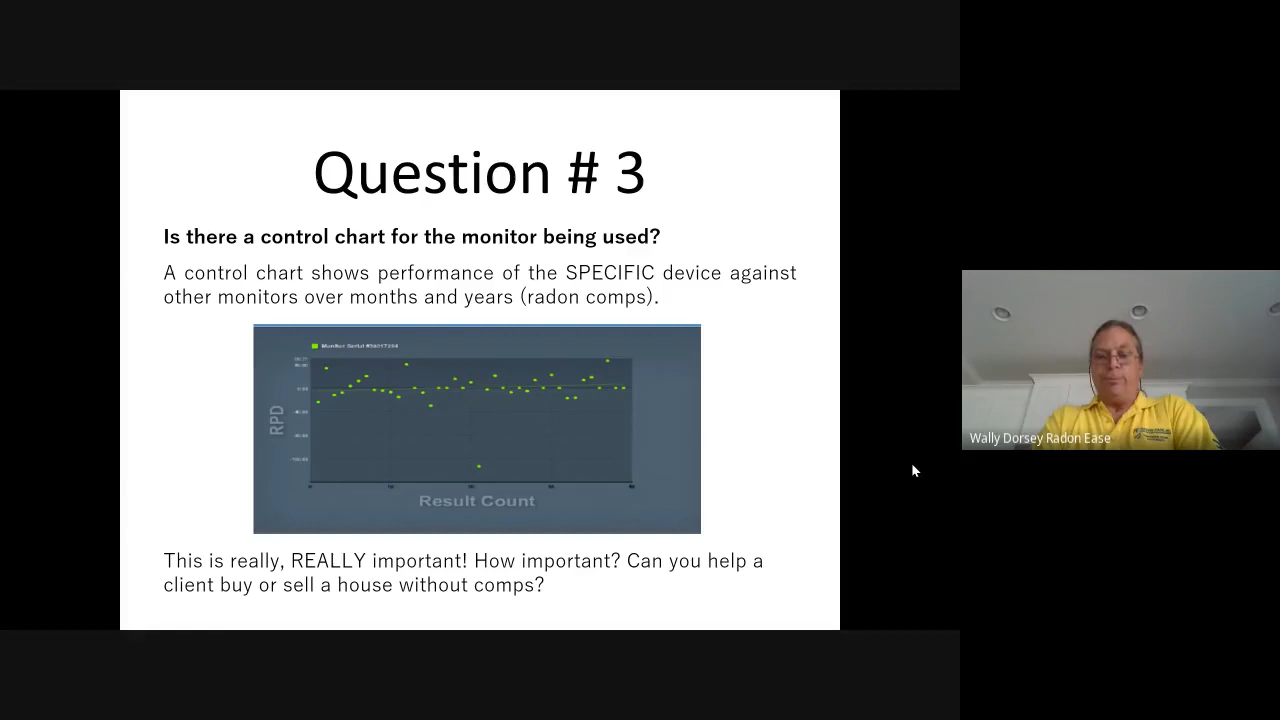 Question # 3
Is there a control chart for the monitor being used?
A control chart shows performance of the SPECIFIC device against
other monitors over months and years (radon comps).
RPD
Result Count
This is really, REALLY important! How important? Can you help a
client buy or sell a house without comps?
Wally Dorsey Radon Ease